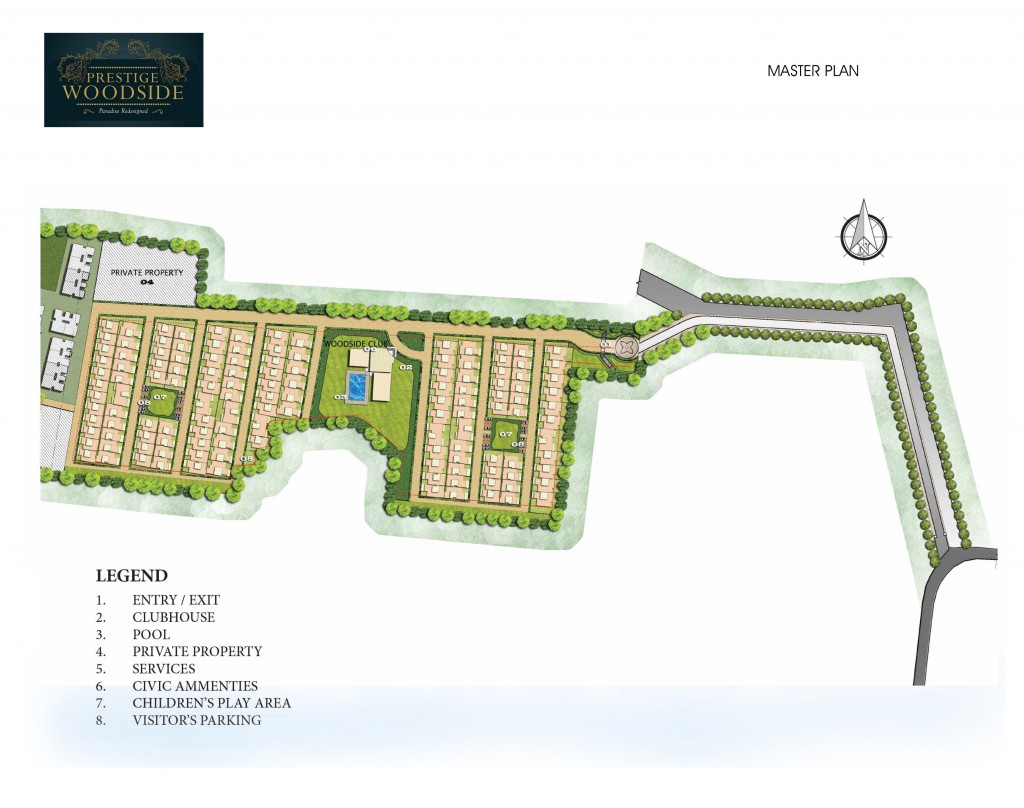 PRESTIGE
WOODSIDE
Paradise Redesigned
MASTER PLAN
N
PRIVATE PROPERTY
04
WOODSIDE CLUB
02
03
07
08
08
07
08
LEGEND
1. ENTRY / EXIT
2. CLUBHOUSE
3. POOL
4. PRIVATE PROPERTY
5. SERVICES
6. CIVIC AMMENTIES
7. CHILDREN'S PLAY AREA
8. VISITOR'S PARKING